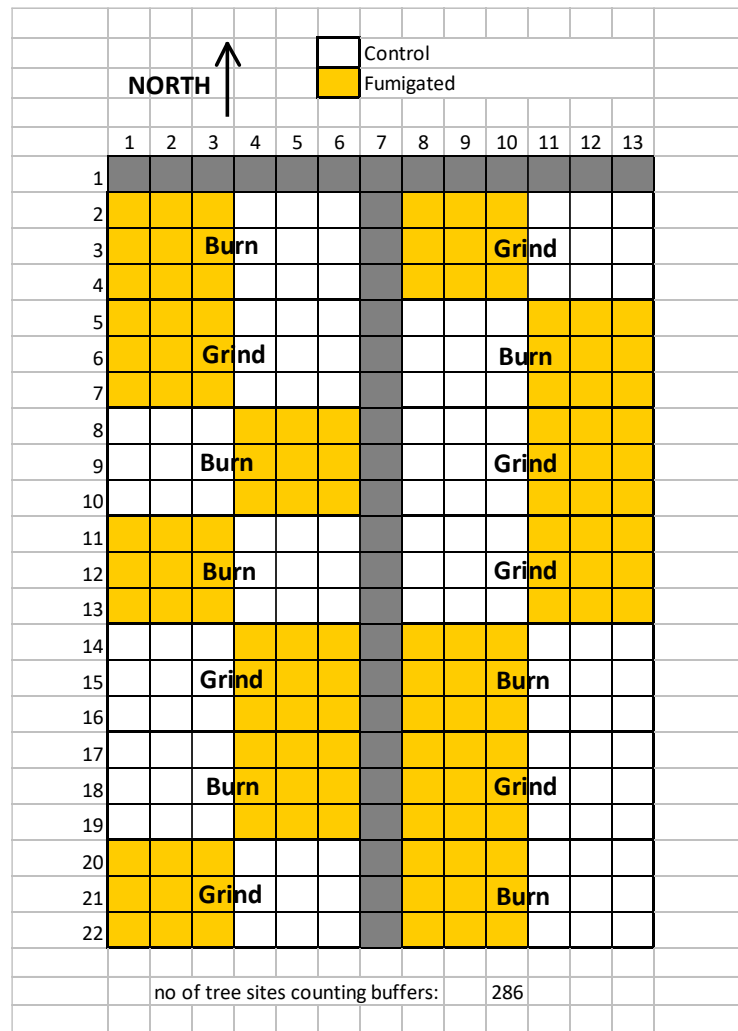 Control
NORTH Fumigated
1 2 3 4 5 6 7 8 9 10 11 12 13
1
2
3 Burn Grind
4
5
6 Grind Burn
7
8
9 Burn Grind
10
11
12 Burn Grind
13
14
15 Grind Burn
16
17
18 Burn Grind
19
20
21 Grind Burn
22
no of tree sites counting buffers: 286